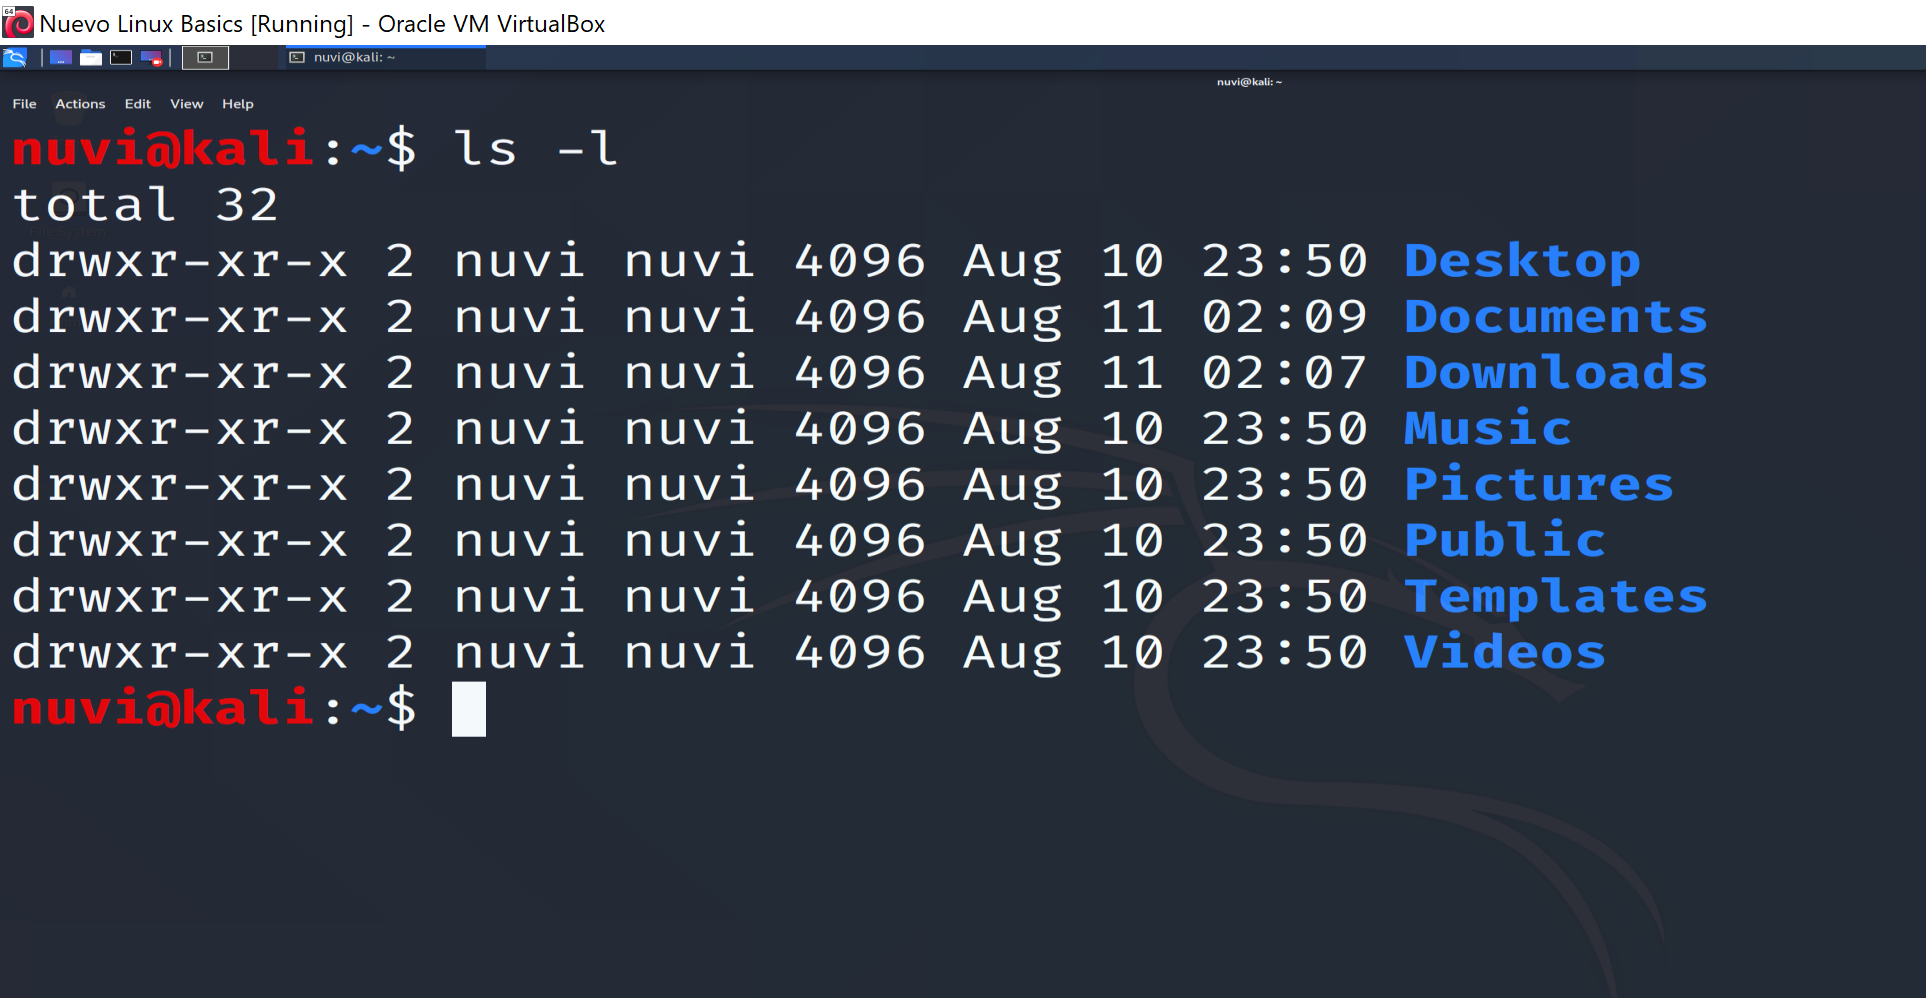 64
Nuevo Linux Basics [Running] - Oracle VM VirtualBox
nuvi@kali: ~
nuvi@kali: ~
File Actions Edit View Help
nuvi@kali:~$ ls -l
total 32
File System
drwxr-xr-x 2 nuvi nuvi 4096 Aug 10 23:50 Desktop
drwxr-xr-x 2 nuvi nuvi 4096 Aug 11 02:09 Documents
drwxr-xr-x 2 nuvi nuvi 4096 Aug 11 02:07 Downloads
drwxr-xr-x 2 nuvi nuvi 4096 Aug 10 23:50 Music
drwxr-xr-x 2 nuvi nuvi 4096 Aug 10 23:50 Pictures
drwxr-xr-x 2 nuvi nuvi 4096 Aug 10 23:50 Public
drwxr-xr-x 2 nuvi nuvi 4096 Aug 10 23:50 Templates
drwxr-xr-x 2 nuvi nuvi 4096 Aug 10 23:50 Videos
nuvi@kali:~$